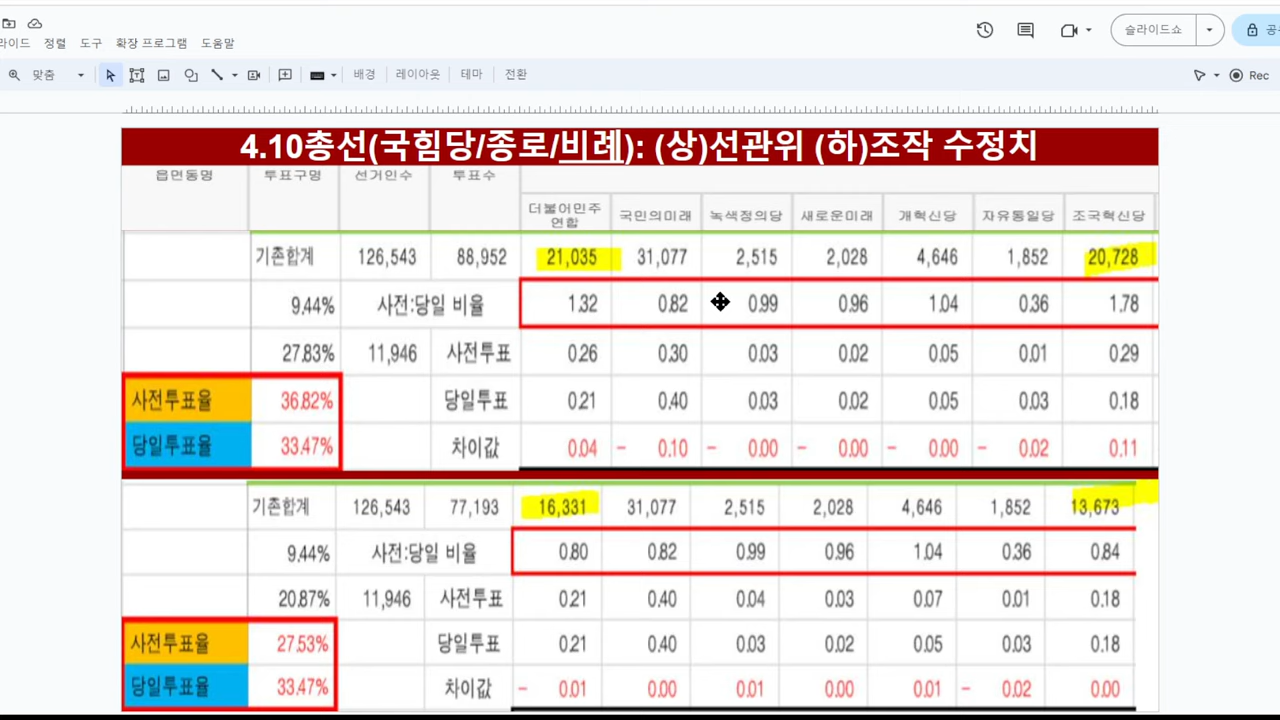 라이드 정렬 도구 확장 프로그램 도움말
슬라이드쇼
맞춤 배경 레이아웃 테마 전환 Rec
4.10총선(국힘당/종로/비례): (상)선관위 (하)조작 수정치
읍면동명 투표구명 선거인수 투표수
더불어민주연합 국민의미래 녹색정의당 새로운미래 개혁신당 자유통일당 조국혁신당
기존합계 126,543 88,952 21,035 31,077 2,515 2,028 4,646 1,852 20,728
9.44% 사전:당일 비율 1.32 0.82 0.99 0.96 1.04 0.36 1.78
27.83% 11,946 사전투표 0.26 0.30 0.03 0.02 0.05 0.01 0.29
사전투표율 36.82% 당일투표 0.21 0.40 0.03 0.02 0.05 0.03 0.18
당일투표율 33.47% 차이값 0.04 - 0.10 - 0.00 - 0.00 - 0.00 - 0.02 0.11
기존합계 126,543 77,193 16,331 31,077 2,515 2,028 4,646 1,852 13,673
9.44% 사전:당일 비율 0.80 0.82 0.99 0.96 1.04 0.36 0.84
20.87% 11,946 사전투표 0.21 0.40 0.04 0.03 0.07 0.01 0.18
사전투표율 27.53% 당일투표 0.21 0.40 0.03 0.02 0.05 0.03 0.18
당일투표율 33.47% 차이값 - 0.01 0.00 0.01 0.00 0.01 - 0.02 0.00